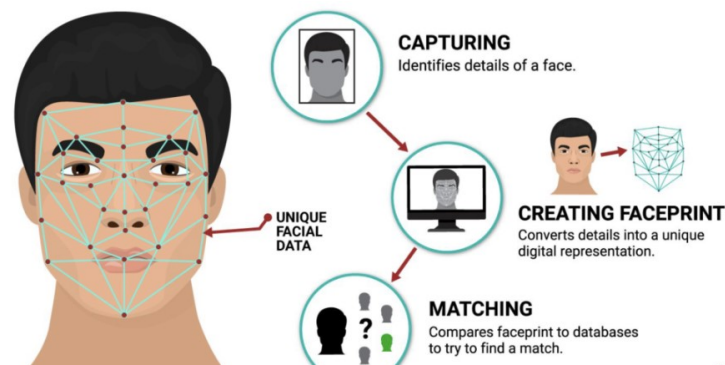 CAPTURING
Identifies details of a face.
UNIQUE
FACIAL
DATA
CREATING FACEPRINT
Converts details into a unique
digital representation.
?
MATCHING
Compares faceprint to databases
to try to find a match.